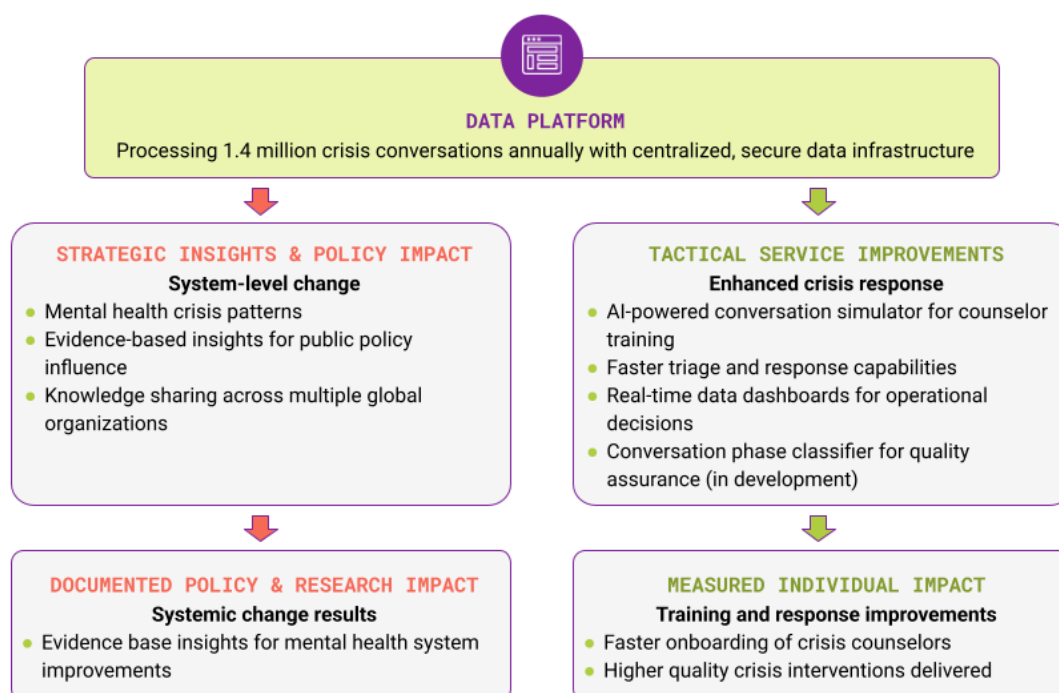 DATA PLATFORM
Processing 1.4 million crisis conversations annually with centralized, secure data infrastructure
STRATEGIC INSIGHTS & POLICY IMPACT
System-level change
Mental health crisis patterns
Evidence-based insights for public policy
influence
Knowledge sharing across multiple global
organizations
TACTICAL SERVICE IMPROVEMENTS
Enhanced crisis response
AI-powered conversation simulator for counselor
training
Faster triage and response capabilities
Real-time data dashboards for operational
decisions
Conversation phase classifier for quality
assurance (in development)
DOCUMENTED POLICY & RESEARCH IMPACT
Systemic change results
Evidence base insights for mental health system
improvements
MEASURED INDIVIDUAL IMPACT
Training and response improvements
Faster onboarding of crisis counselors
Higher quality crisis interventions delivered